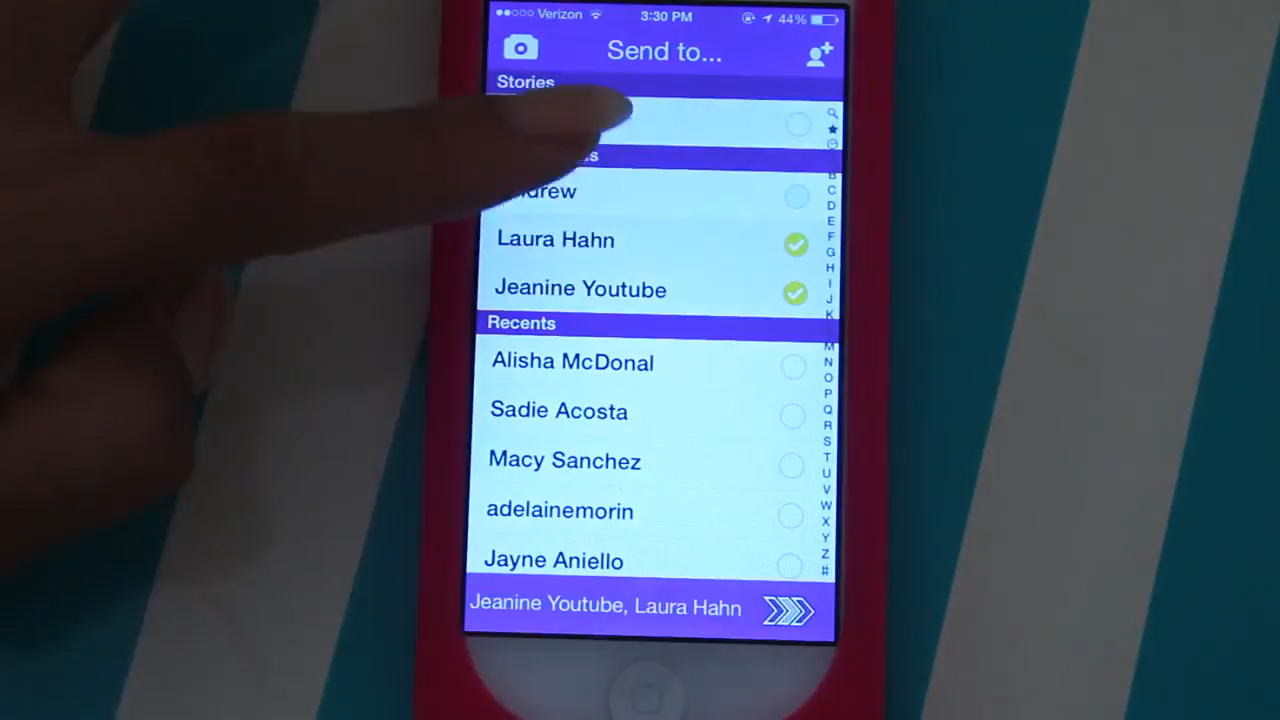 Verizon 3:30 PM 44%
Send to...
Stories
Laura Hahn
Jeanine Youtube
Recents
Alisha McDonal
Sadie Acosta
Macy Sanchez
adelainemorin
Jayne Aniello
Jeanine Youtube, Laura Hahn
B
C
D
E
F
G
H
I
J
K
M
N
O
P
Q
R
S
T
U
V
W
X
Y
Z
#